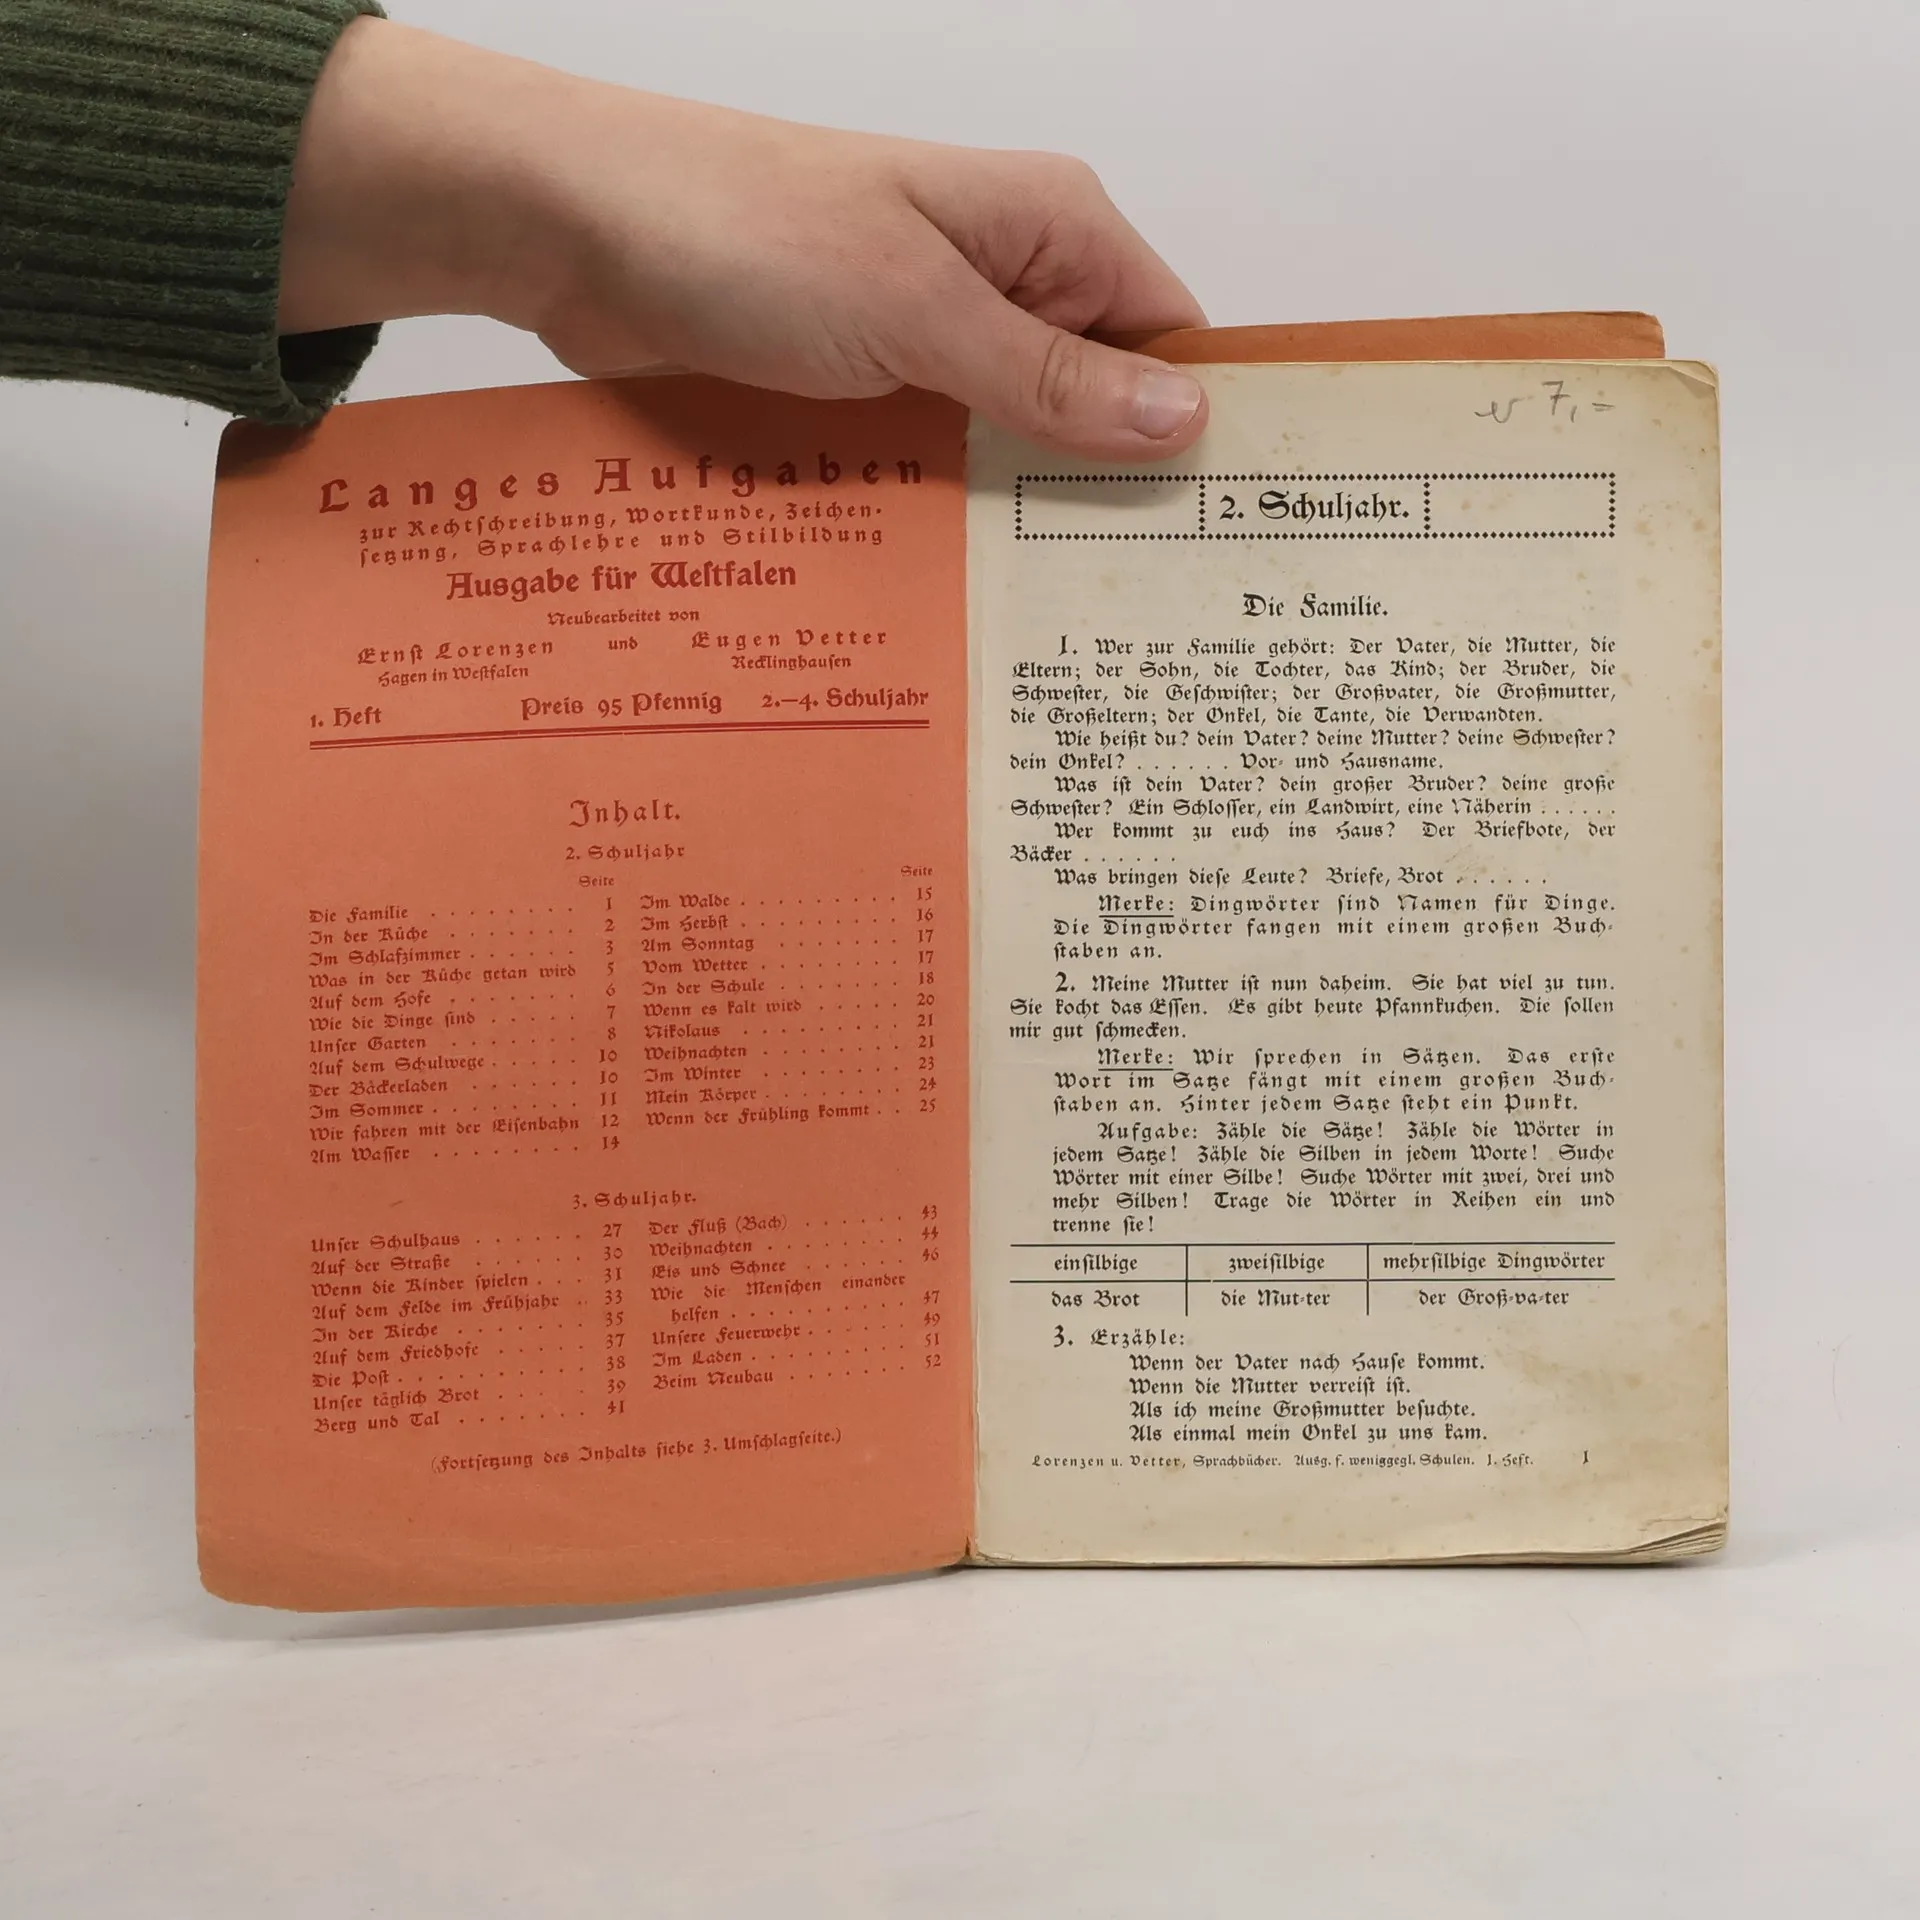 Langes Aufgaben
zur Rechtschreibung, Wortkunde, Zeichen-
setzung, Sprachlehre und Stilbildung
Ausgabe für Westfalen
Neubearbeitet von
Ernst Lorenzen und Eugen Vetter
Hagen in Westfalen Recklinghausen
1. Heft Preis 95 Pfennig 2.—4. Schuljahr
Inhalt.
2. Schuljahr
Seite
Die Familie . . . . . . . 1
In der Küche . . . . . . . 2
Im Schlafzimmer . . . . . . 3
Was in der Küche getan wird 5
Auf dem Hofe . . . . . . . 6
Wie die Dinge sind . . . . . 7
Unser Garten . . . . . . . 8
Auf dem Schulwege . . . . . 10
Der Bäckerladen . . . . . . 10
Im Sommer . . . . . . . . 11
Wir fahren mit der Eisenbahn 12
Am Wasser . . . . . . . . 14
Seite
Im Walde . . . . . . . . . 15
Im Herbst . . . . . . . . . 16
Am Sonntag . . . . . . . 17
Vom Wetter . . . . . . . . 17
In der Schule . . . . . . . 18
Wenn es kalt wird . . . . . 20
Nikolaus . . . . . . . . 21
Weihnachten . . . . . . . . 21
Im Winter . . . . . . . . 23
Mein Körper . . . . . . . . 24
Wenn der Frühling kommt . . 25
3. Schuljahr.
Unser Schulhaus . . . . . . 27
Auf der Straße . . . . . . 30
Wenn die Kinder spielen . . . 31
Auf dem Felde im Frühjahr . . 33
In der Kirche . . . . . . . 35
Auf dem Friedhofe . . . . . 37
Die Post . . . . . . . . . 38
Unser täglich Brot . . . . . 39
Berg und Tal . . . . . . . 41
Der Fluß (Bach) . . . . . . 43
Weihnachten . . . . . . . . 44
Eis und Schnee . . . . . . 46
Wie die Menschen einander
helfen . . . . . . . . . . 47
Unsere Feuerwehr . . . . . . 49
Im Laden . . . . . . . . . 51
Beim Neubau . . . . . . . 52
(Fortsetzung des Inhalts siehe 3. Umschlagseite.)
7,=
2. Schuljahr.
Die Familie.
1. Wer zur Familie gehört: Der Vater, die Mutter, die
Eltern; der Sohn, die Tochter, das Kind; der Bruder, die
Schwester, die Geschwister; der Großvater, die Großmutter,
die Großeltern; der Onkel, die Tante, die Verwandten.
Wie heißt du? dein Vater? deine Mutter? deine Schwester?
dein Onkel? . . . . . . Vor- und Hausname.
Was ist dein Vater? dein großer Bruder? deine große
Schwester? Ein Schlosser, ein Landwirt, eine Näherin . . . . . .
Wer kommt zu euch ins Haus? Der Briefbote, der
Bäcker . . . . . .
Was bringen diese Leute? Briefe, Brot . . . . . .
Merke: Dingwörter sind Namen für Dinge.
Die Dingwörter fangen mit einem großen Buch-
staben an.
2. Meine Mutter ist nun daheim. Sie hat viel zu tun.
Sie kocht das Essen. Es gibt heute Pfannkuchen. Die sollen
mir gut schmecken.
Merke: Wir sprechen in Sätzen. Das erste
Wort im Satze fängt mit einem großen Buch-
staben an. Hinter jedem Satze steht ein Punkt.
Aufgabe: Zähle die Sätze! Zähle die Wörter in
jedem Satze! Zähle die Silben in jedem Worte! Suche
Wörter mit einer Silbe! Suche Wörter mit zwei, drei und
mehr Silben! Trage die Wörter in Reihen ein und
trenne sie!
einsilbige zweisilbige mehrsilbige Dingwörter
das Brot die Mut-ter der Groß-va-ter
3. Erzähle:
Wenn der Vater nach Hause kommt.
Wenn die Mutter verreist ist.
Als ich meine Großmutter besuchte.
Als einmal mein Onkel zu uns kam.
Lorenzen u. Vetter, Sprachbücher. Ausg. f. weniggegl. Schulen. 1. Heft. 1